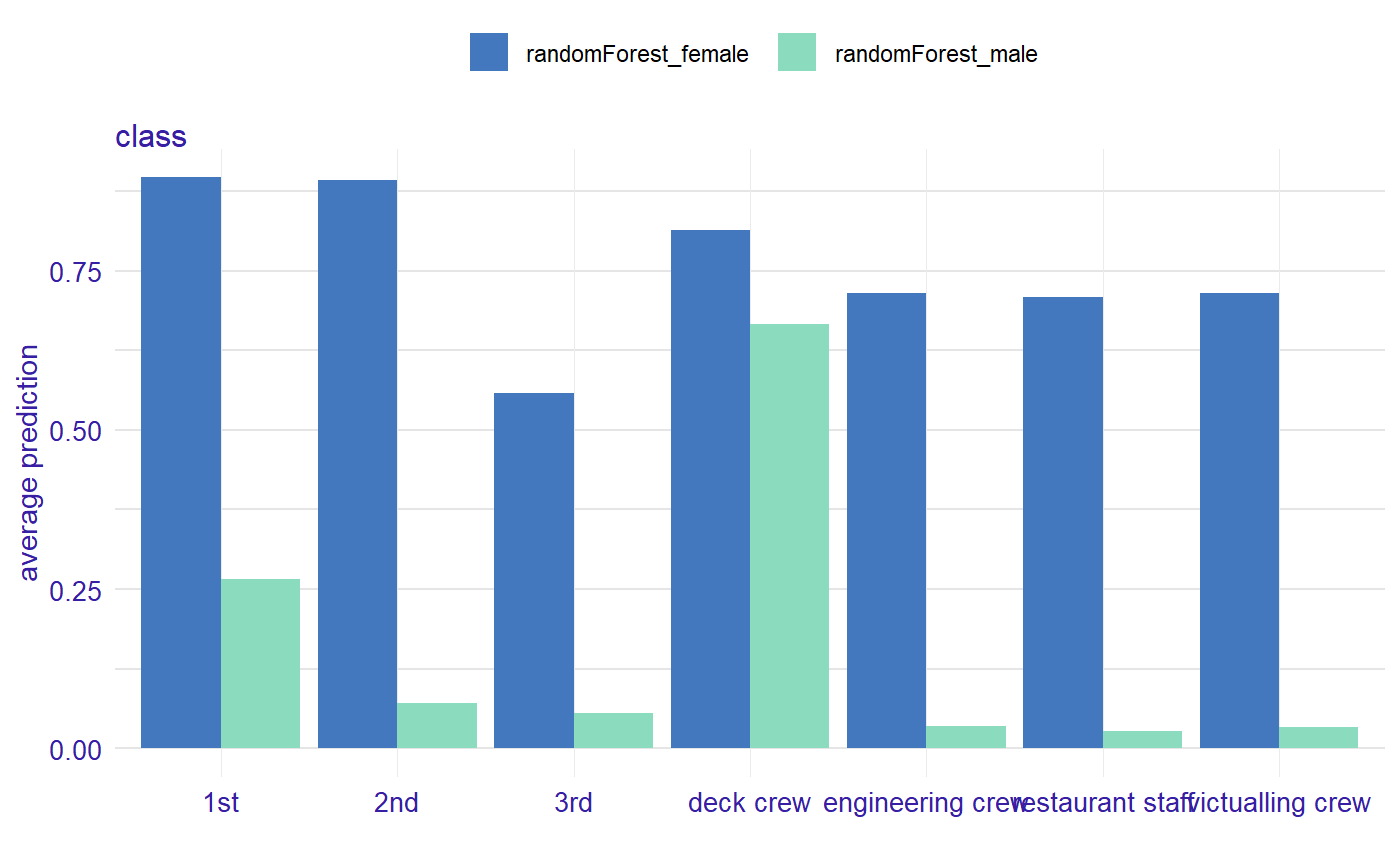 randomForest_female randomForest_male
class
average prediction
0.75
0.50
0.25
0.00
1st 2nd 3rd deck crew engineering crew restaurant staff victualling crew